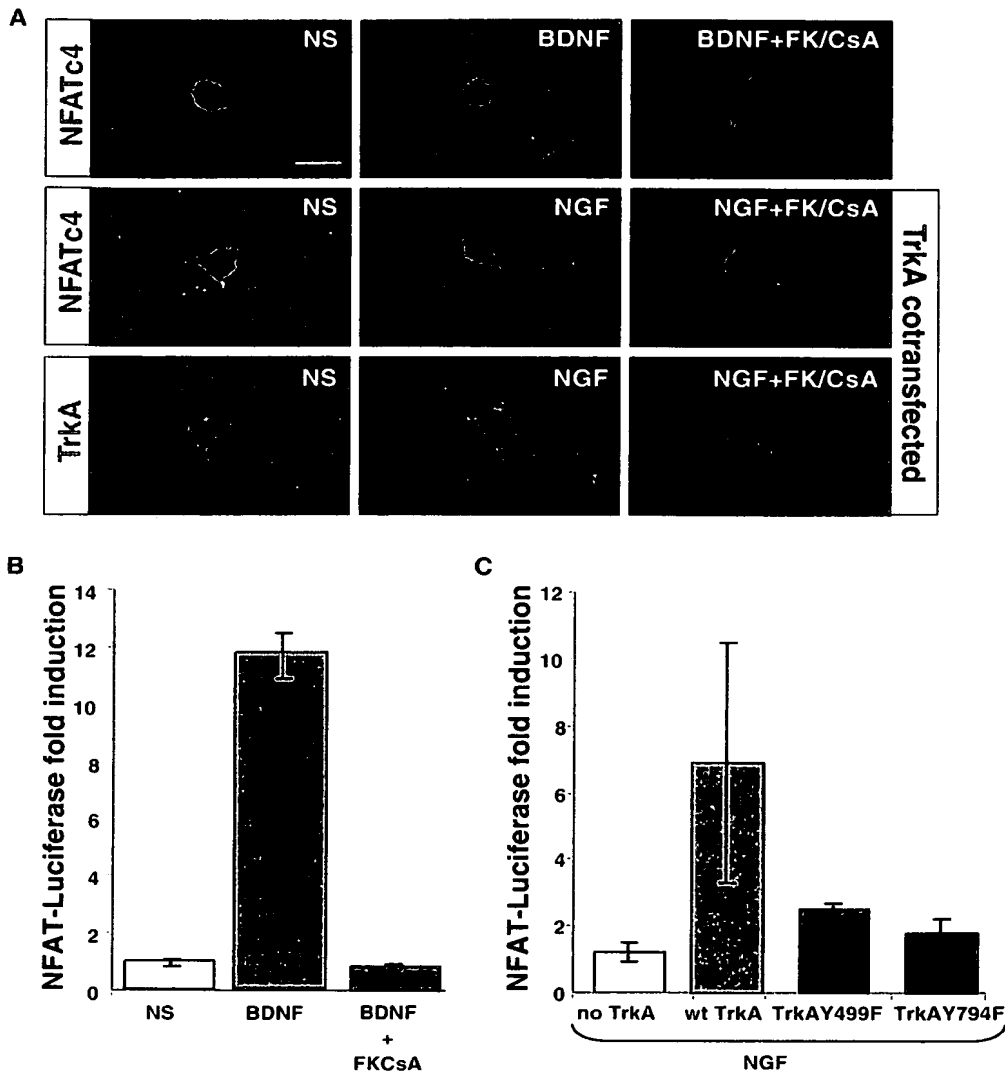 A
NFATc4
NS
BDNF
BDNF+FK/CsA
NFATc4
NS
NGF
NGF+FK/CsA
TrkA
NS
NGF
NGF+FK/CsA
TrkA cotransfected
B
NFAT-Luciferase fold induction
14
12
10
8
6
4
2
0
NS
BDNF
BDNF
+
FKCsA
C
NFAT-Luciferase fold induction
12
10
8
6
4
2
0
no TrkA
wt TrkA
TrkAY499F
TrkAY794F
NGF